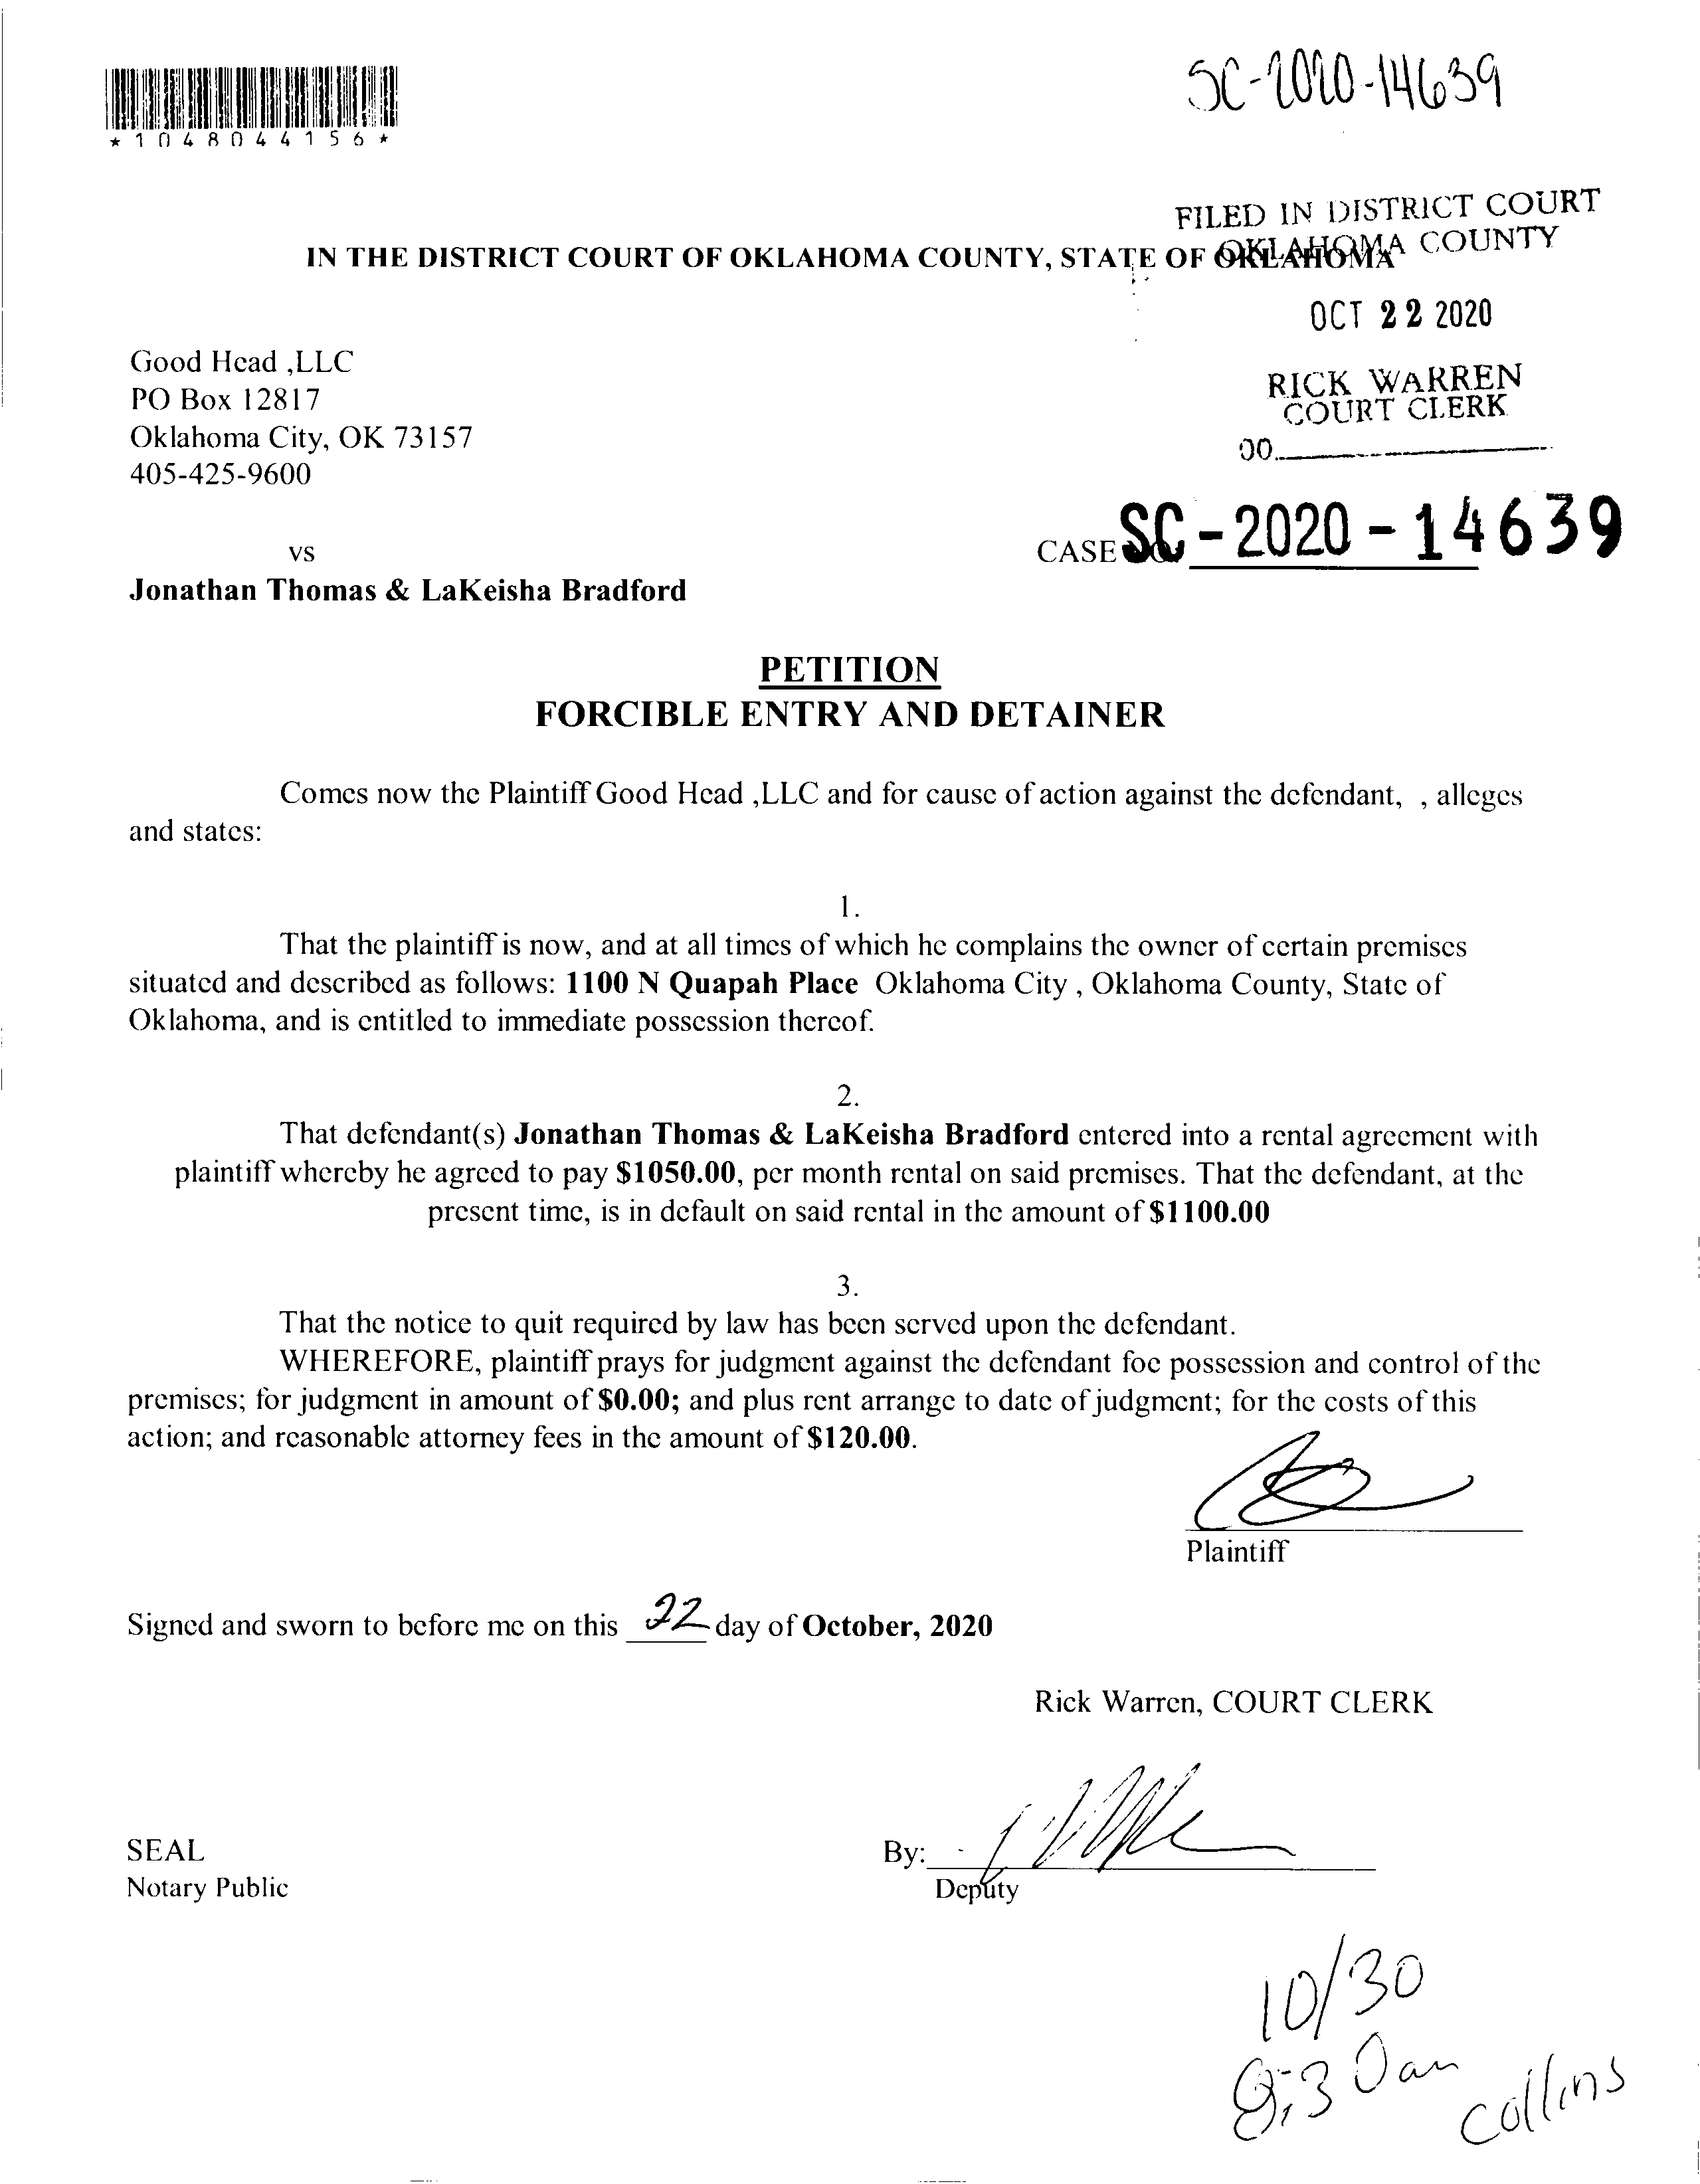 SC-2020-14639
*1048044156*
FILED IN DISTRICT COURT
OKLAHOMA COUNTY
IN THE DISTRICT COURT OF OKLAHOMA COUNTY, STATE OF OKLAHOMA
OCT 22 2020
Good Head ,LLC
PO Box 12817
Oklahoma City, OK 73157
405-425-9600
RICK WARREN
COURT CLERK
vs
CASE NO. SC-2020-14639
Jonathan Thomas & LaKeisha Bradford
PETITION
FORCIBLE ENTRY AND DETAINER
Comes now the Plaintiff Good Head ,LLC and for cause of action against the defendant, , alleges
and states:
1.
That the plaintiff is now, and at all times of which he complains the owner of certain premises
situated and described as follows: 1100 N Quapah Place Oklahoma City , Oklahoma County, State of
Oklahoma, and is entitled to immediate possession thereof.
2.
That defendant(s) Jonathan Thomas & LaKeisha Bradford entered into a rental agreement with
plaintiff whereby he agreed to pay $1050.00, per month rental on said premises. That the defendant, at the
present time, is in default on said rental in the amount of $1100.00
3.
That the notice to quit required by law has been served upon the defendant.
WHEREFORE, plaintiff prays for judgment against the defendant foe possession and control of the
premises; for judgment in amount of $0.00; and plus rent arrange to date of judgment; for the costs of this
action; and reasonable attorney fees in the amount of $120.00.
Plaintiff
Signed and sworn to before me on this 22 day of October, 2020
Rick Warren, COURT CLERK
SEAL
By:
Notary Public
Deputy
10/30
8:30am
Collins